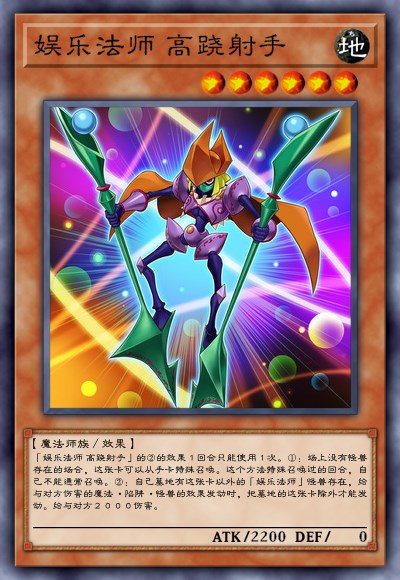 娱乐法师 高跷射手
地
【魔法师族／效果】
「娱乐法师 高跷射手」的②的效果１回合只能使用１次。①：场上没有怪兽
存在的场合，这张卡可以从手卡特殊召唤。这个方法特殊召唤过的回合，自
己不能通常召唤。②：自己墓地有这张卡以外的「娱乐法师」怪兽存在，给
与对方伤害的魔法·陷阱·怪兽的效果发动时，把墓地的这张卡除外才能发
动。给与对方２０００伤害。
ATK/2200 DEF/ 0